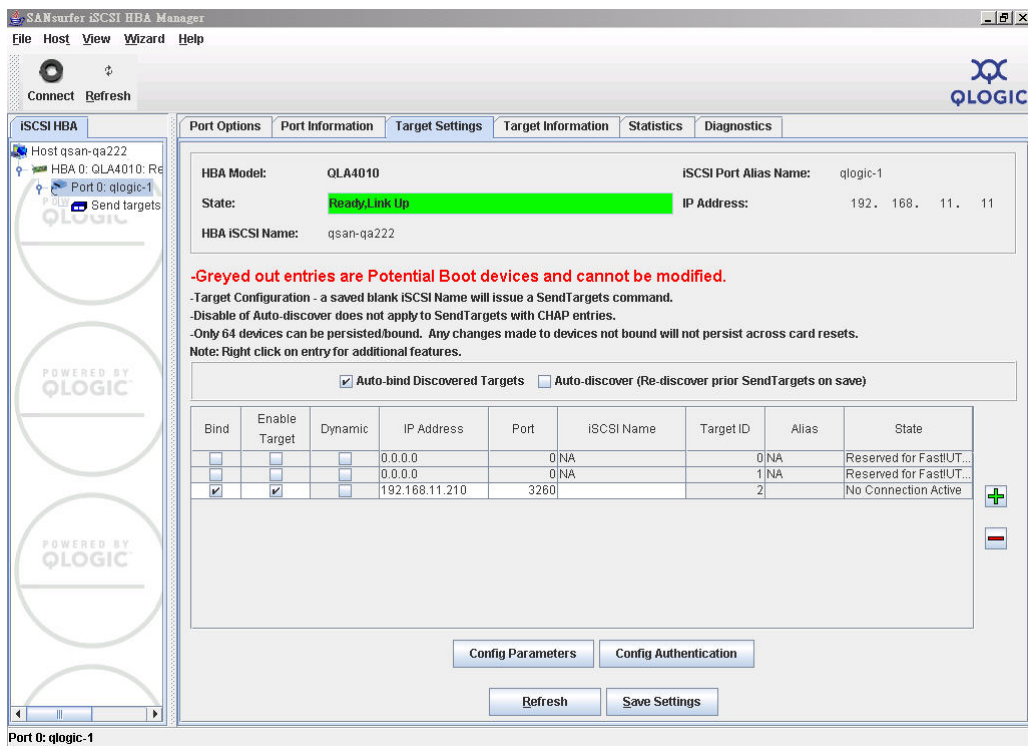 SANsurfer iSCSI HBA Manager
File Host View Wizard Help
Connect Refresh
QLOGIC
iSCSI HBA
Host qsan-qa222
HBA 0: QLA4010: Re
Port 0: qlogic-1
Send targets
QLOGIC
POWERED BY
QLOGIC
POWERED BY
QLOGIC
Port Options Port Information Target Settings Target Information Statistics Diagnostics
HBA Model: QLA4010 iSCSI Port Alias Name: qlogic-1
State: Ready,Link Up IP Address: 192. 168. 11. 11
HBA iSCSI Name: qsan-qa222
-Greyed out entries are Potential Boot devices and cannot be modified.
-Target Configuration - a saved blank iSCSI Name will issue a SendTargets command.
-Disable of Auto-discover does not apply to SendTargets with CHAP entries.
-Only 64 devices can be persisted/bound. Any changes made to devices not bound will not persist across card resets.
Note: Right click on entry for additional features.
Auto-bind Discovered Targets Auto-discover (Re-discover prior SendTargets on save)
Bind Enable Target Dynamic IP Address Port iSCSI Name Target ID Alias State
0.0.0.0 0 NA 0 NA Reserved for Fast!UT...
0.0.0.0 0 NA 1 NA Reserved for Fast!UT...
192.168.11.210 3260 2 No Connection Active
Config Parameters Config Authentication
Refresh Save Settings
Port 0: qlogic-1